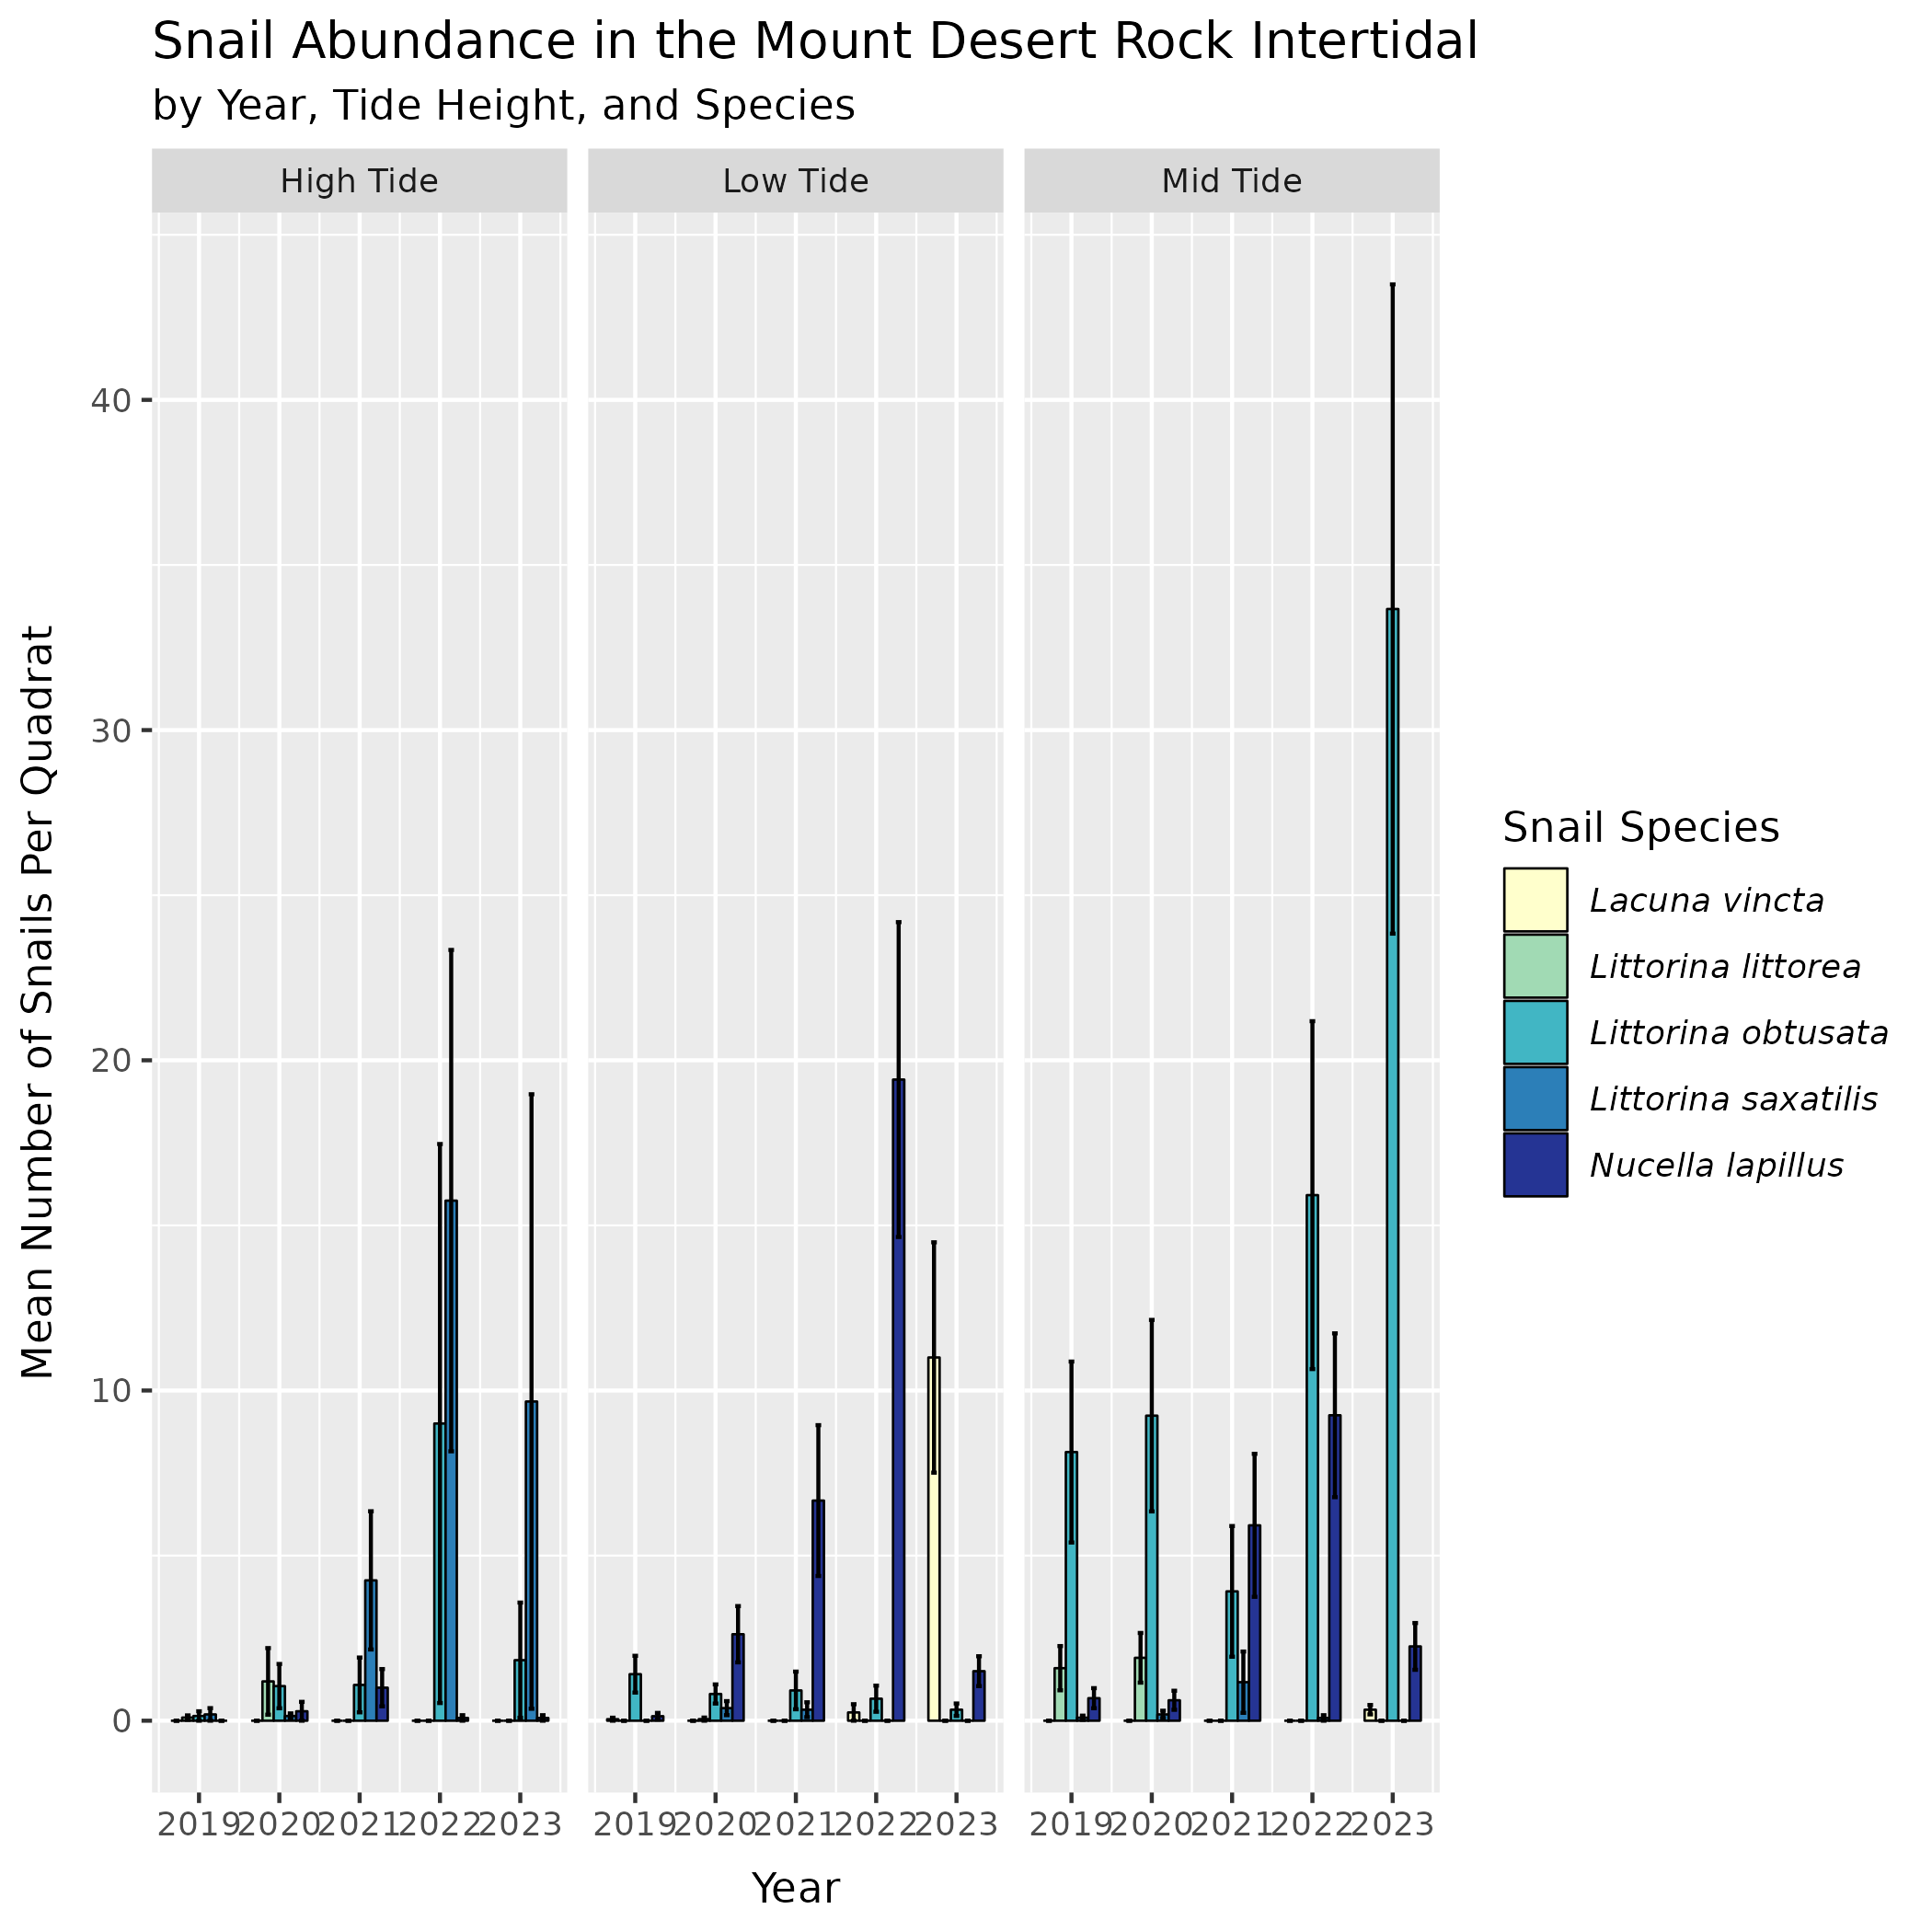 Snail Abundance in the Mount Desert Rock Intertidal
by Year, Tide Height, and Species
High Tide
Low Tide
Mid Tide
Mean Number of Snails Per Quadrat
40
30
20
10
0
2019 2020 2021 2022 2023
2019 2020 2021 2022 2023
2019 2020 2021 2022 2023
Year
Snail Species
Lacuna vincta
Littorina littorea
Littorina obtusata
Littorina saxatilis
Nucella lapillus